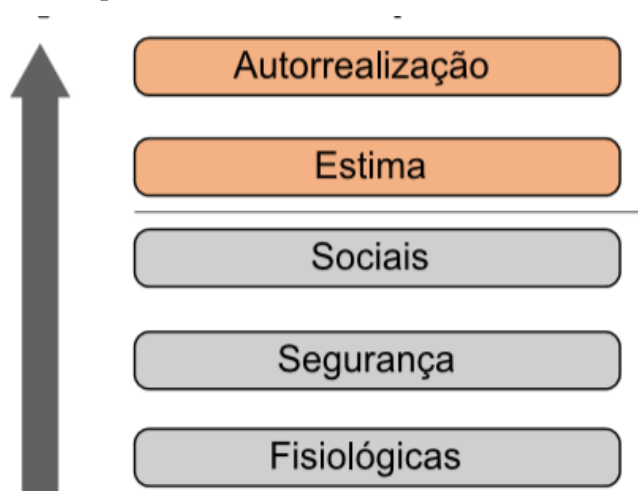 Autorrealização
Estima
Sociais
Segurança
Fisiológicas